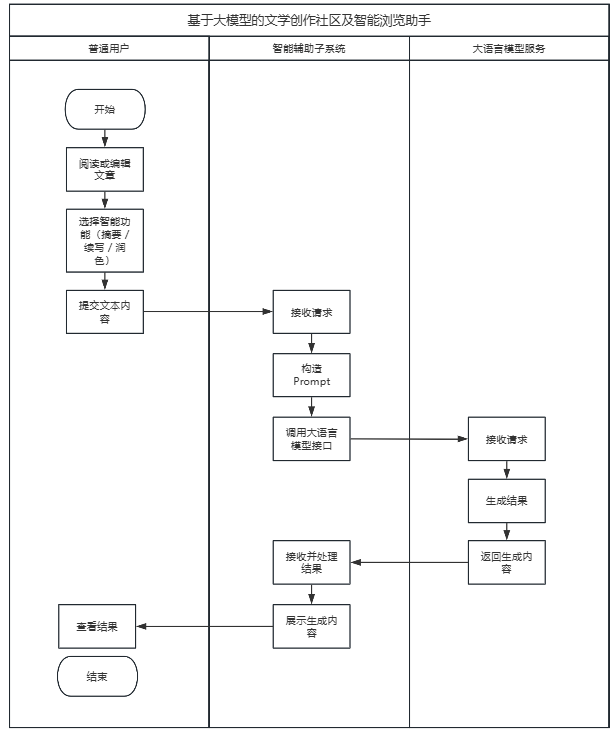 基于大模型的文学创作社区及智能浏览助手
普通用户
智能辅助子系统
大语言模型服务
开始
阅读或编辑
文章
选择智能功
能（摘要/
续写/润
色）
提交文本内
容
接收请求
构造
Prompt
调用大语言
模型接口
接收请求
生成结果
返回生成内
容
接收并处理
结果
展示生成内
容
查看结果
结束